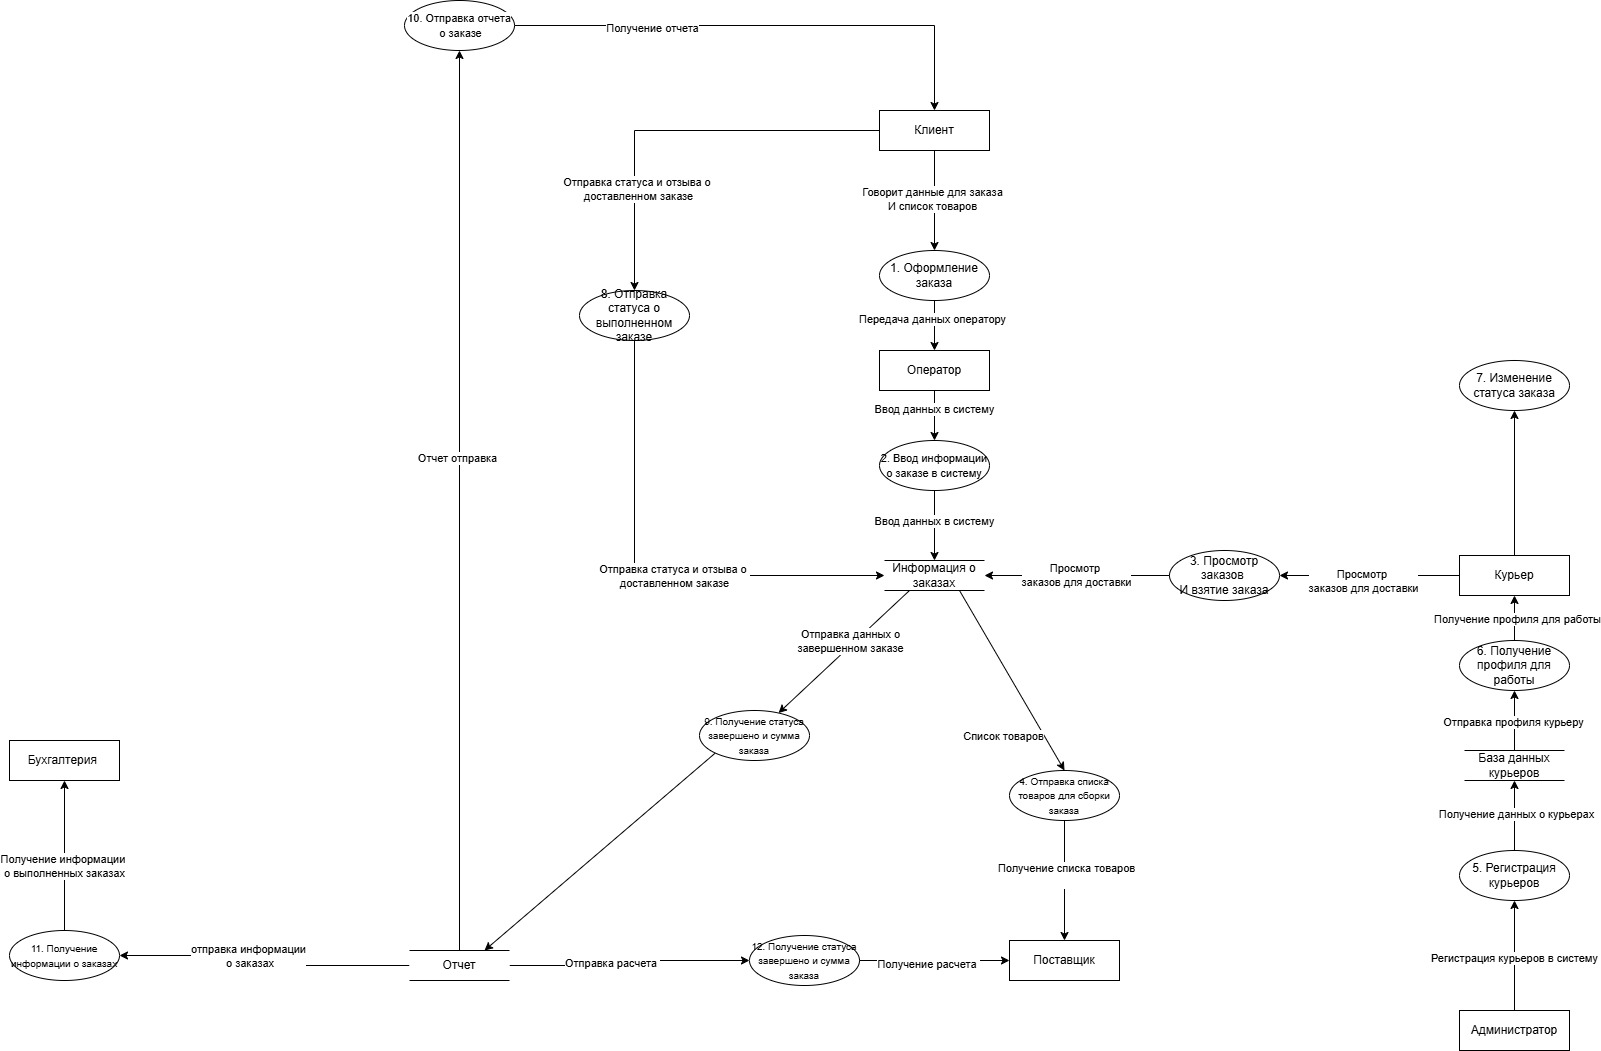 10. Отправка отчета
о заказе
Получение отчета
Клиент
Отправка статуса и отзыва о
доставленном заказе
Говорит данные для заказа
И список товаров
1. Оформление
заказа
8. Отправка
статуса о
выполненном
заказе
Передача данных оператору
Оператор
7. Изменение
статуса заказа
Ввод данных в систему
Отчет отправка
2. Ввод информации
о заказе в систему
Ввод данных в систему
Отправка статуса и отзыва о
доставленном заказе
Информация о
заказах
Просмотр
заказов для доставки
3. Просмотр
заказов
И взятие заказа
Просмотр
заказов для доставки
Курьер
Получение профиля для работы
Отправка данных о
завершенном заказе
6. Получение
профиля для
работы
9. Получение статуса
завершено и сумма
заказа
Список товаров
Отправка профиля курьеру
Бухгалтерия
База данных
курьеров
4. Отправка списка
товаров для сборки
заказа
Получение данных о курьерах
Получение информации
о выполненных заказах
Получение списка товаров
5. Регистрация
курьеров
11. Получение
информации о заказах
отправка информации
о заказах
Отчет
Отправка расчета
12. Получение статуса
завершено и сумма
заказа
Получение расчета
Поставщик
Регистрация курьеров в систему
Администратор